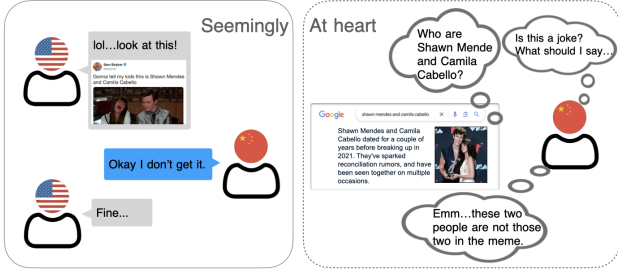 Seemingly
lol...look at this!
Sam Stryker
Gonna tell my kids this is Shawn Mendes
and Camila Cabello
Okay I don't get it.
Fine...
At heart
Who are
Shawn Mende
and Camila
Cabello?
Is this a joke?
What should I say...
Google
shawn mendes and camila cabello
Shawn Mendes and Camila
Cabello dated for a couple of
years before breaking up in
2021. They've sparked
reconciliation rumors, and have
been seen together on multiple
occasions.
Emm...these two
people are not those
two in the meme.